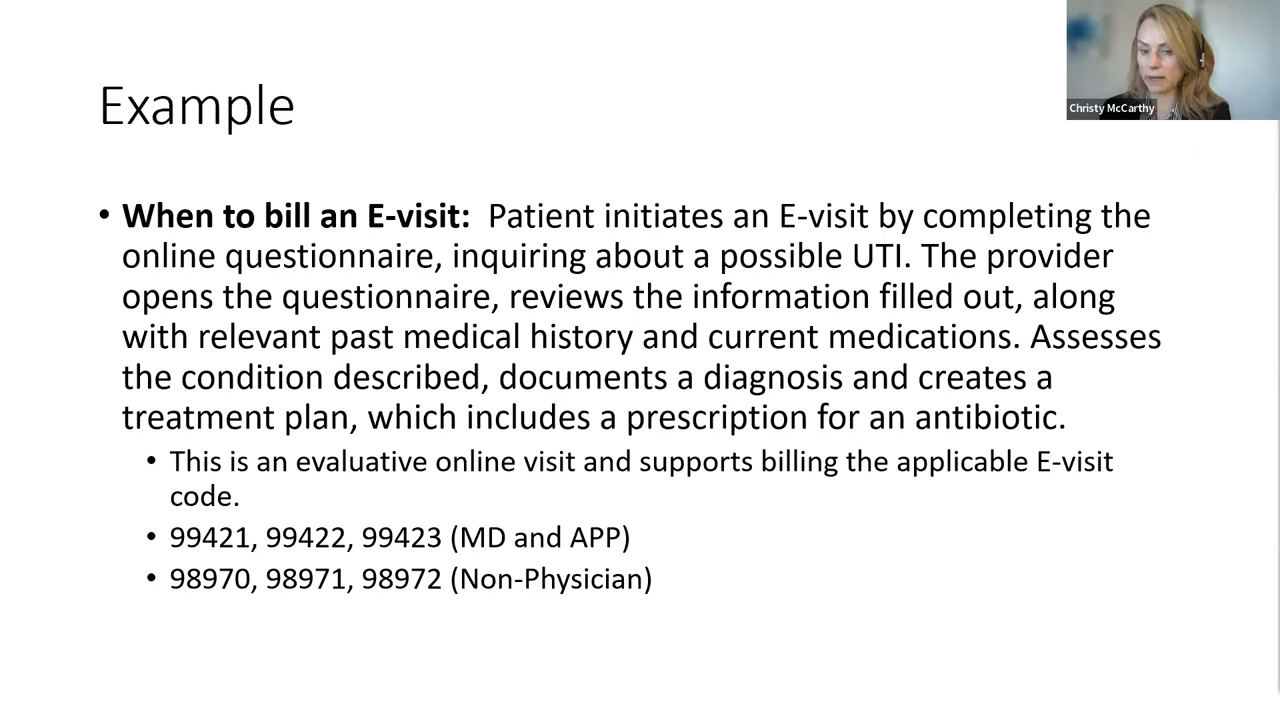 Example
Christy McCarthy
• When to bill an E-visit: Patient initiates an E-visit by completing the
online questionnaire, inquiring about a possible UTI. The provider
opens the questionnaire, reviews the information filled out, along
with relevant past medical history and current medications. Assesses
the condition described, documents a diagnosis and creates a
treatment plan, which includes a prescription for an antibiotic.
• This is an evaluative online visit and supports billing the applicable E-visit
code.
• 99421, 99422, 99423 (MD and APP)
• 98970, 98971, 98972 (Non-Physician)